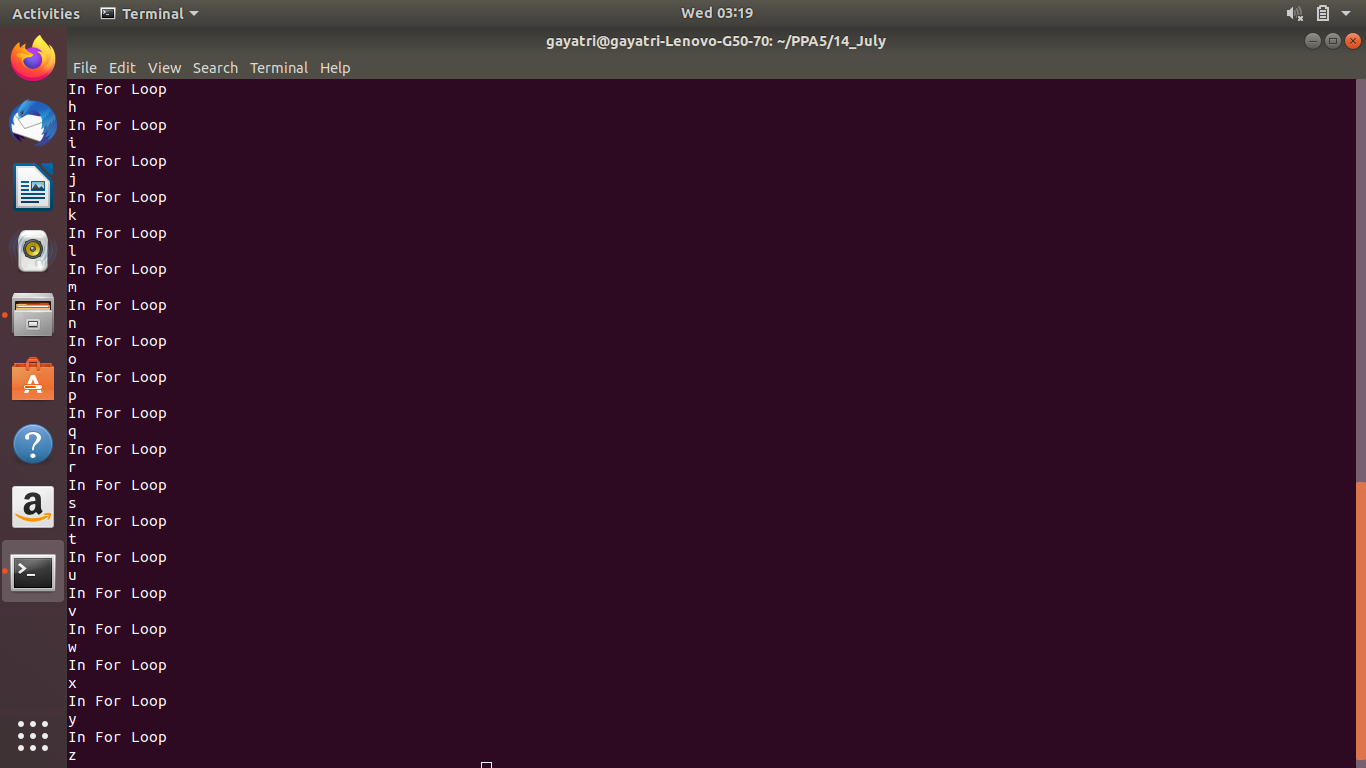 Activities Terminal Wed 03:19
gayatri@gayatri-Lenovo-G50-70: ~/PPA5/14_July
File Edit View Search Terminal Help
In For Loop
h
In For Loop
i
In For Loop
j
In For Loop
k
In For Loop
l
In For Loop
m
In For Loop
n
In For Loop
o
In For Loop
p
In For Loop
q
In For Loop
r
In For Loop
s
In For Loop
t
In For Loop
u
In For Loop
v
In For Loop
w
In For Loop
x
In For Loop
y
In For Loop
z